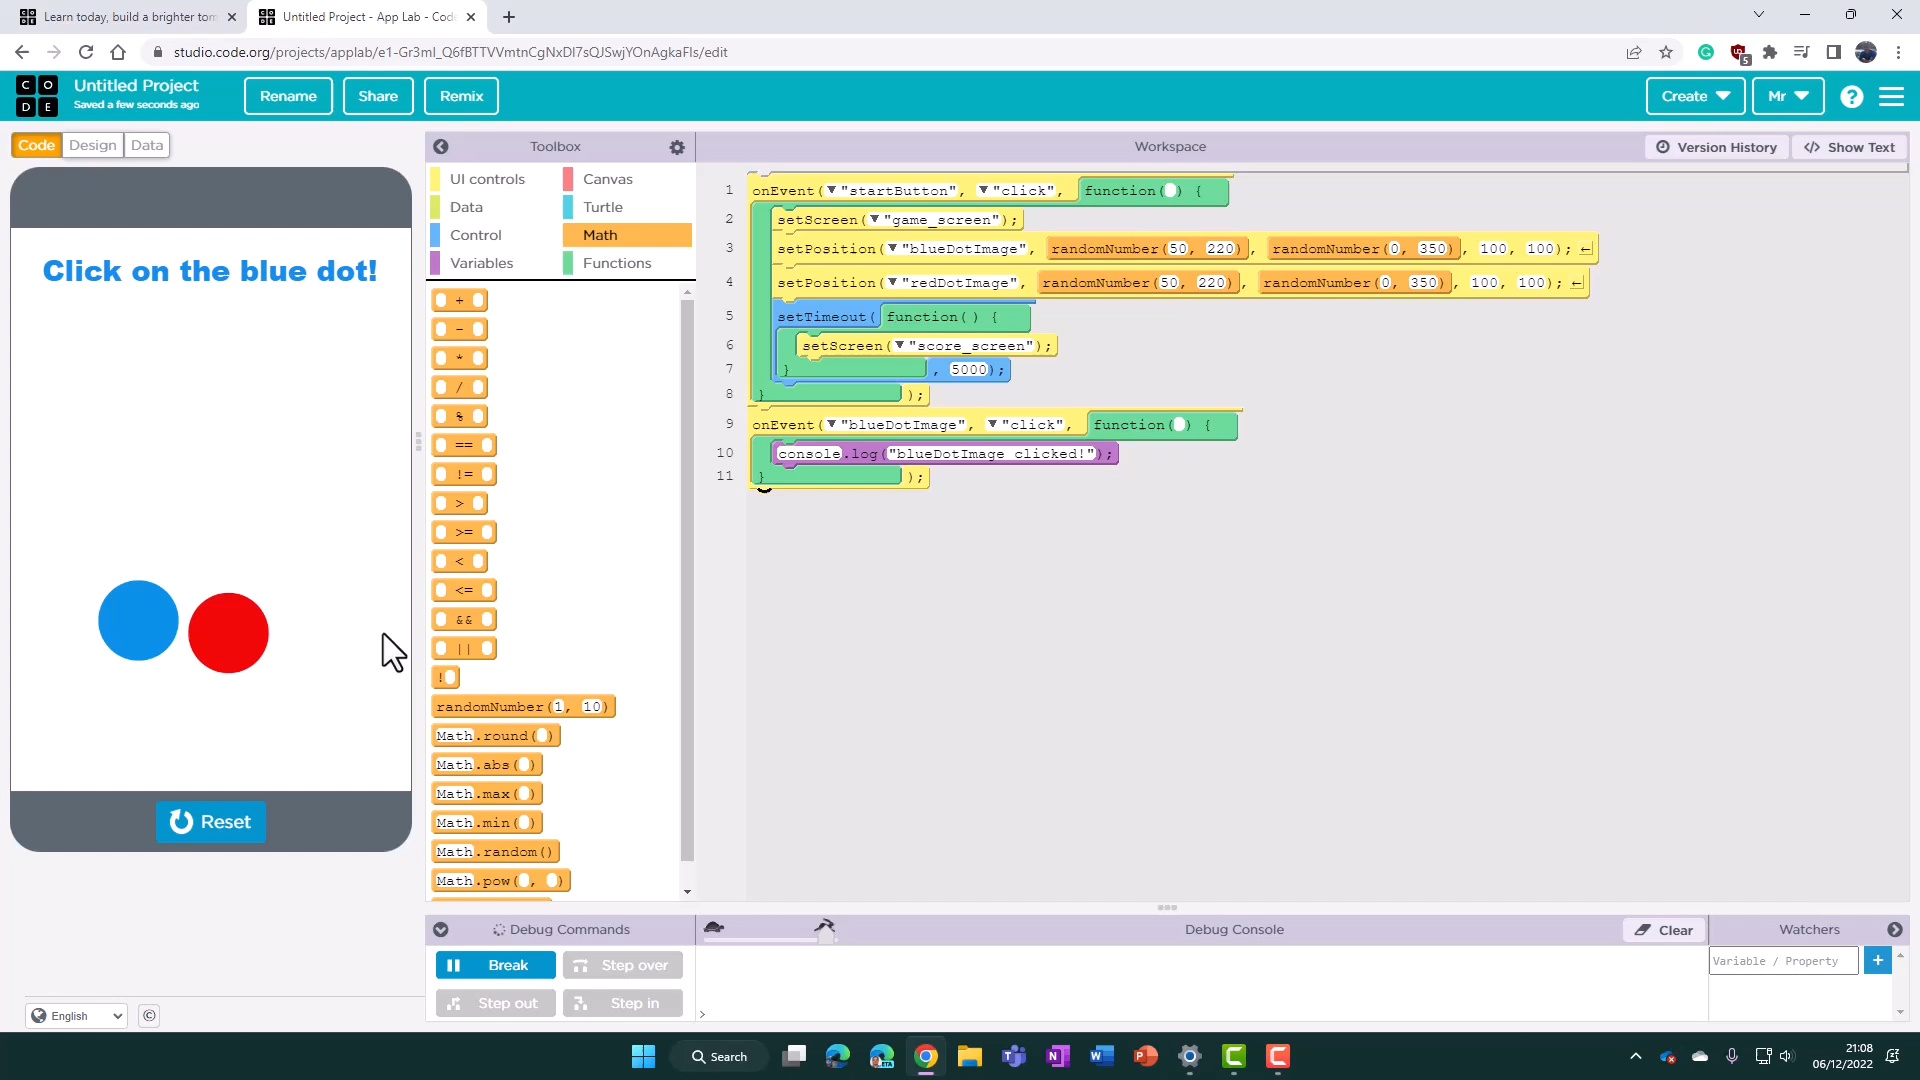 Learn today, build a brighter tom
Untitled Project - App Lab - Code
studio.code.org/projects/applab/e1-Gr3ml_Q6fBTTVVmtnCgNxDl7sQJSwjYOnAgkaFIs/edit
5
C O
D E
Untitled Project
Saved a few seconds ago
Rename
Share
Remix
Create
Mr
?
Code
Design
Data
Toolbox
Workspace
Version History
Show Text
Click on the blue dot!
Reset
UI controls
Canvas
Data
Turtle
Control
Math
Variables
Functions
+
-
*
/
%
==
!=
>
>=
<
<=
&&
||
!
randomNumber(1, 10)
Math.round( )
Math.abs( )
Math.max( )
Math.min( )
Math.random()
Math.pow( , )
1 onEvent(▼"startButton", ▼"click", function( ) {
2 setScreen(▼"game_screen");
3 setPosition(▼"blueDotImage", randomNumber(50, 220), randomNumber(0, 350), 100, 100); ←
4 setPosition(▼"redDotImage", randomNumber(50, 220), randomNumber(0, 350), 100, 100); ←
5 setTimeout( function( ) {
6 setScreen(▼"score_screen");
7 } , 5000);
8 } );
9 onEvent(▼"blueDotImage", ▼"click", function( ) {
10 console.log("blueDotImage clicked!");
11 } );
Debug Commands
Debug Console
Clear
Watchers
Break
Step over
Variable / Property
+
Step out
Step in
>
English
©
Search
21:08
06/12/2022